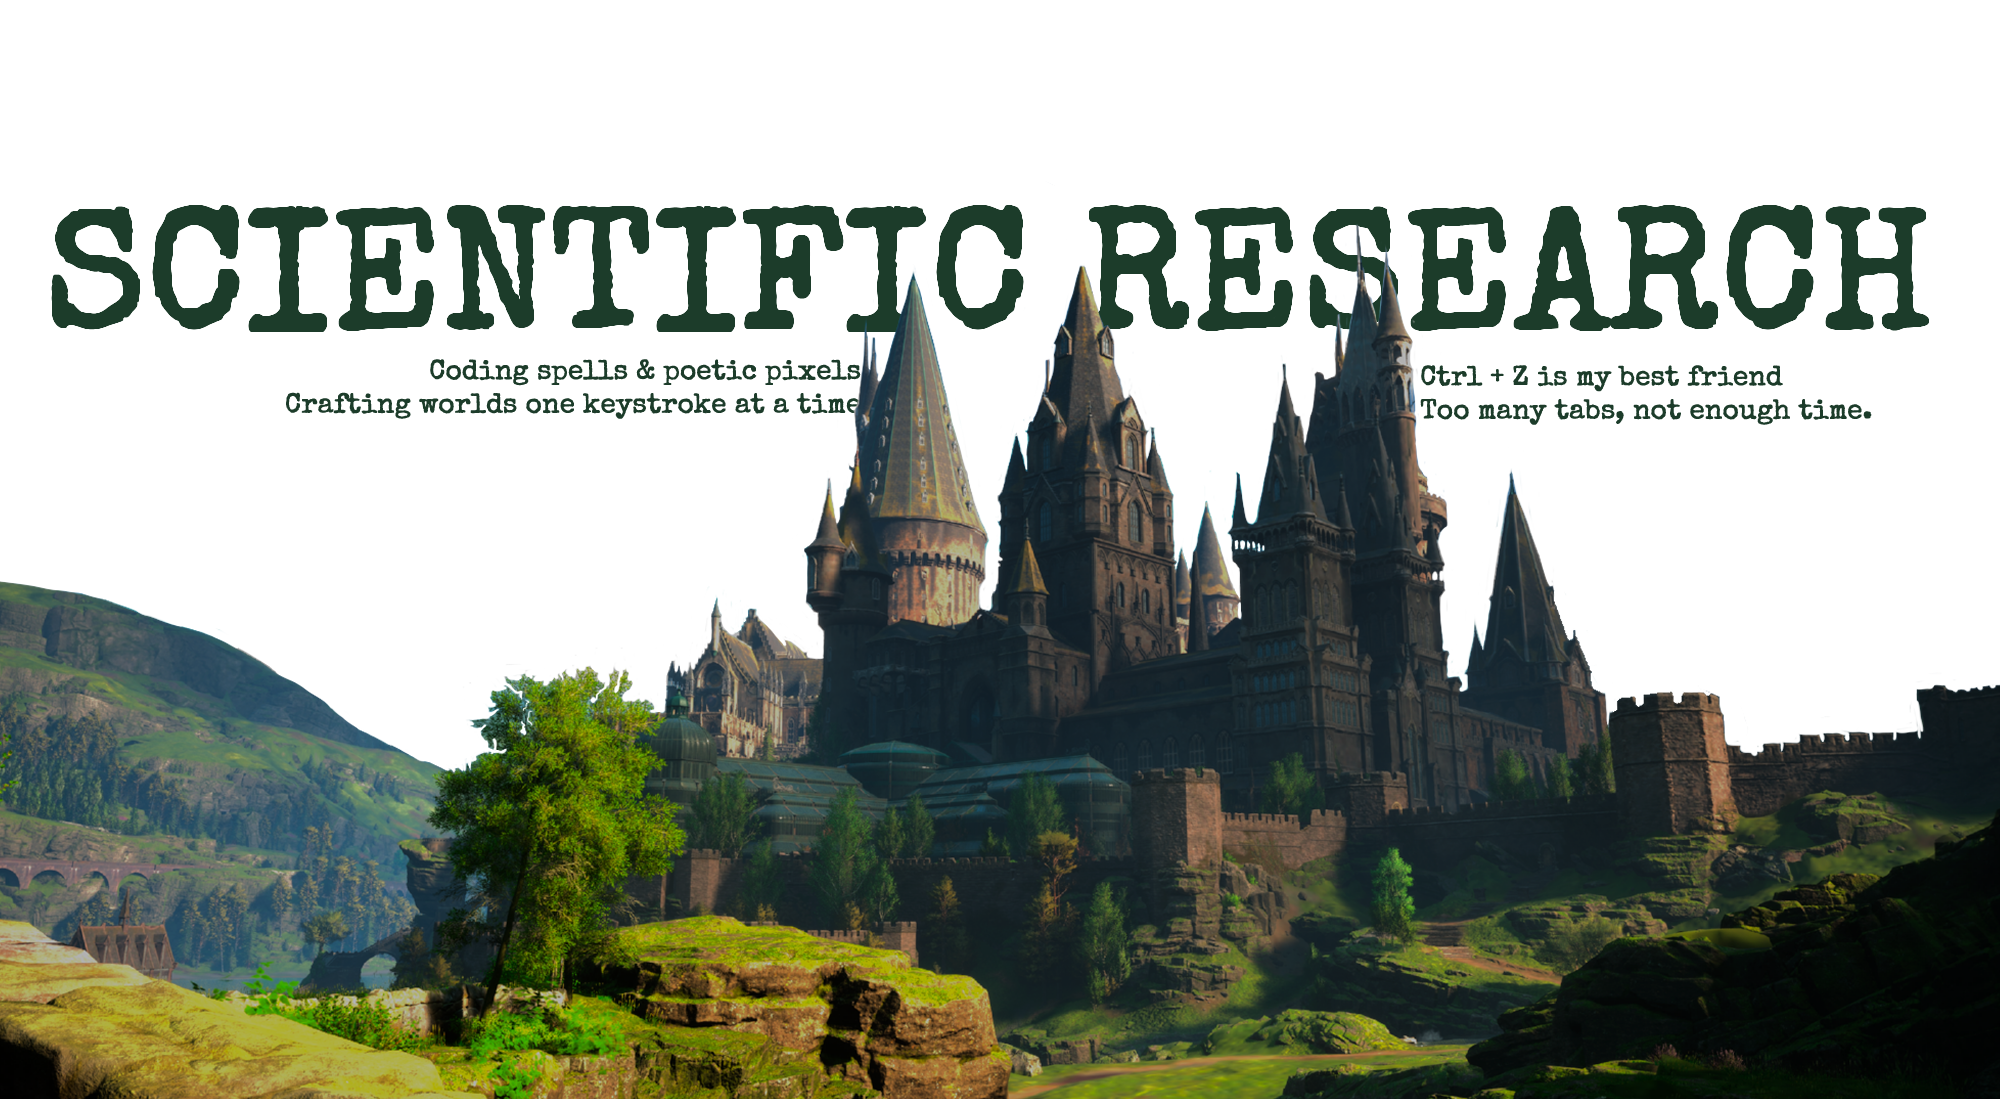 SCIENTIFIC RESEARCH
Coding spells & poetic pixels
Crafting worlds one keystroke at a time
Ctrl + Z is my best friend
Too many tabs, not enough time.